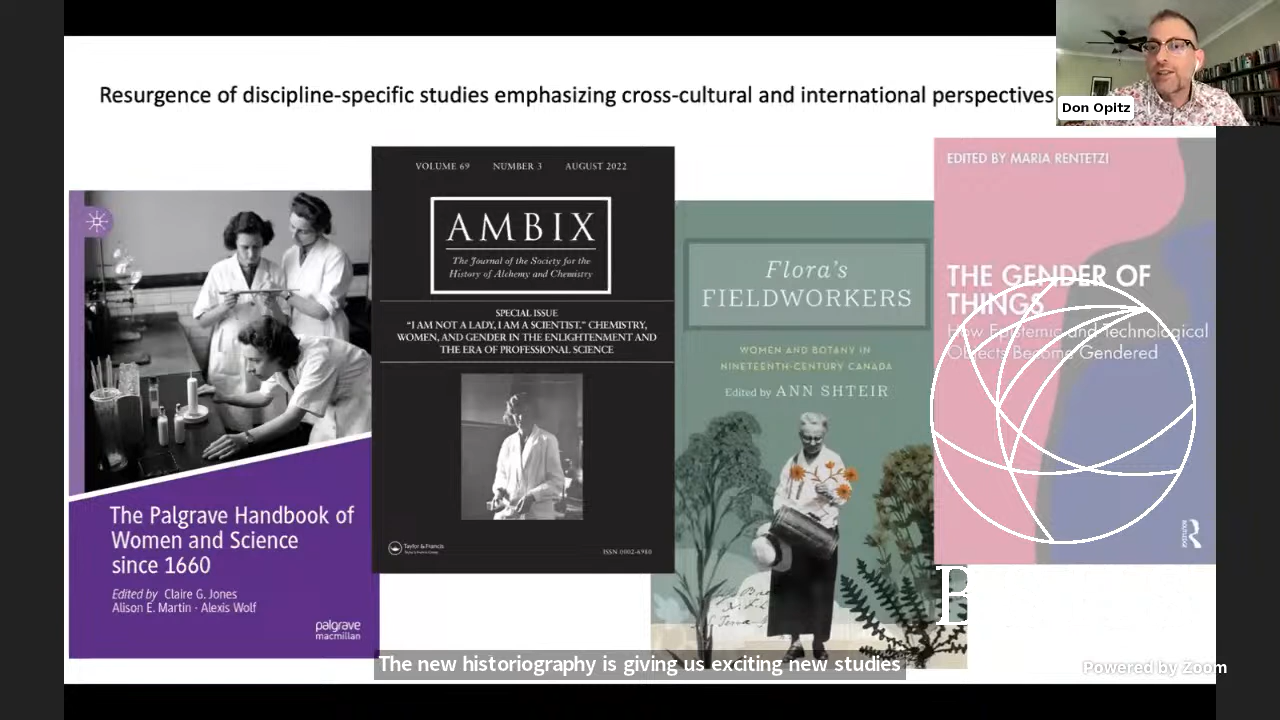 Resurgence of discipline-specific studies emphasizing cross-cultural and international perspectives
Don Opitz
The Palgrave Handbook of
Women and Science
since 1660
Edited by Claire G. Jones
Alison E. Martin · Alexis Wolf
palgrave
macmillan
VOLUME 69 NUMBER 3 AUGUST 2022
AMBIX
The Journal of the Society for the
History of Alchemy and Chemistry
SPECIAL ISSUE
"I AM NOT A LADY, I AM A SCIENTIST." CHEMISTRY,
WOMEN, AND GENDER IN THE ENLIGHTENMENT AND
THE ERA OF PROFESSIONAL SCIENCE
Taylor & Francis
ISSN 0002-6980
Flora's
FIELDWORKERS
WOMEN AND BOTANY IN
NINETEENTH-CENTURY CANADA
Edited by ANN SHTEIR
EDITED BY MARIA RENTETZI
THE GENDER OF
THINGS
How Epistemic and Technological
Objects Become Gendered
ROUTLEDGE
B
The new historiography is giving us exciting new studies
Powered by Zoom